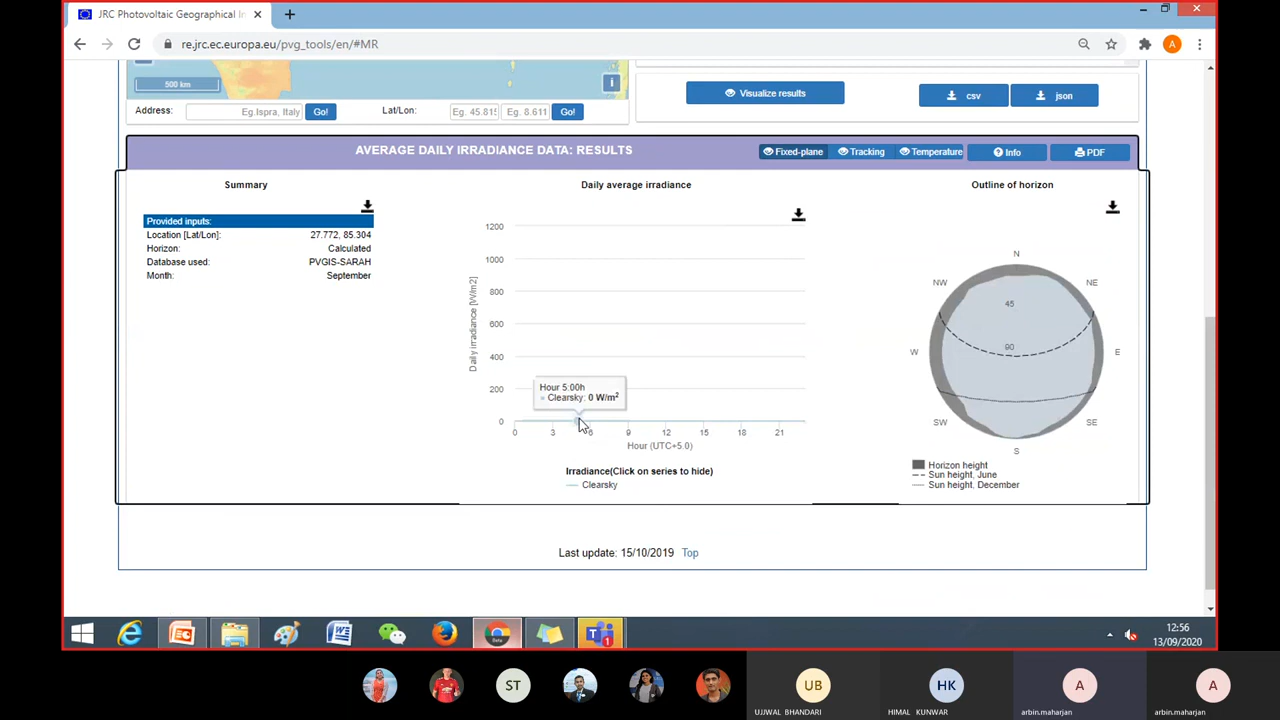 JRC Photovoltaic Geographical In
re.jrc.ec.europa.eu/pvg_tools/en/#MR
A
500 km
i
Address:
Eg.Ispra, Italy
Go!
Lat/Lon:
Eg. 45.815
Eg. 8.611
Go!
Visualize results
csv
json
AVERAGE DAILY IRRADIANCE DATA: RESULTS
Fixed-plane
Tracking
Temperature
Info
PDF
Summary
Provided inputs:
Location [Lat/Lon]: 27.772, 85.304
Horizon: Calculated
Database used: PVGIS-SARAH
Month: September
Daily average irradiance
Daily irradiance [W/m2]
1200
1000
800
600
400
200
0
Hour 5:00h
Clearsky: 0 W/m²
0 3 6 9 12 15 18 21
Hour (UTC+5.0)
Irradiance(Click on series to hide)
Clearsky
Outline of horizon
N
NW
NE
45
90
W
E
SW
SE
S
Horizon height
Sun height, June
Sun height, December
Last update: 15/10/2019 Top
1
12:56
13/09/2020
ST
UB
HK
A
A
UJJWAL BHANDARI
HIMAL KUNWAR
arbin.maharjan
arbin.maharjan